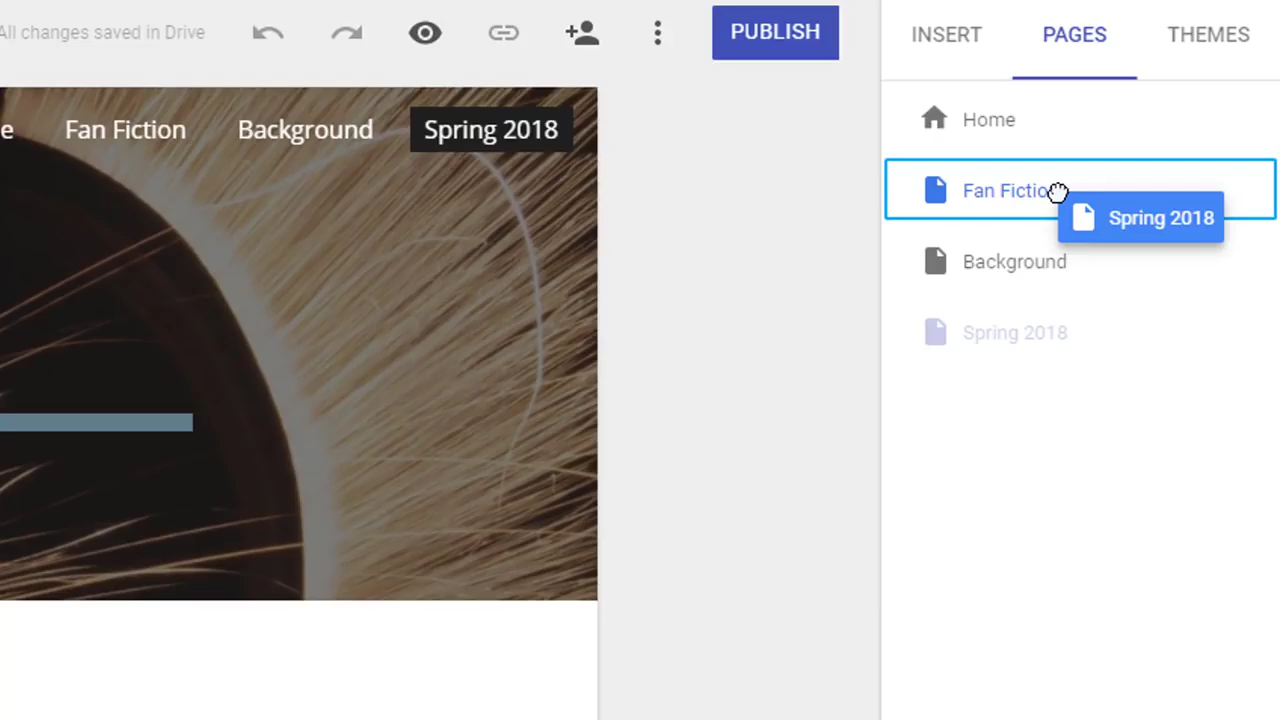 All changes saved in Drive
PUBLISH
INSERT
PAGES
THEMES
e
Fan Fiction
Background
Spring 2018
Home
Fan Fictio
Spring 2018
Background
Spring 2018